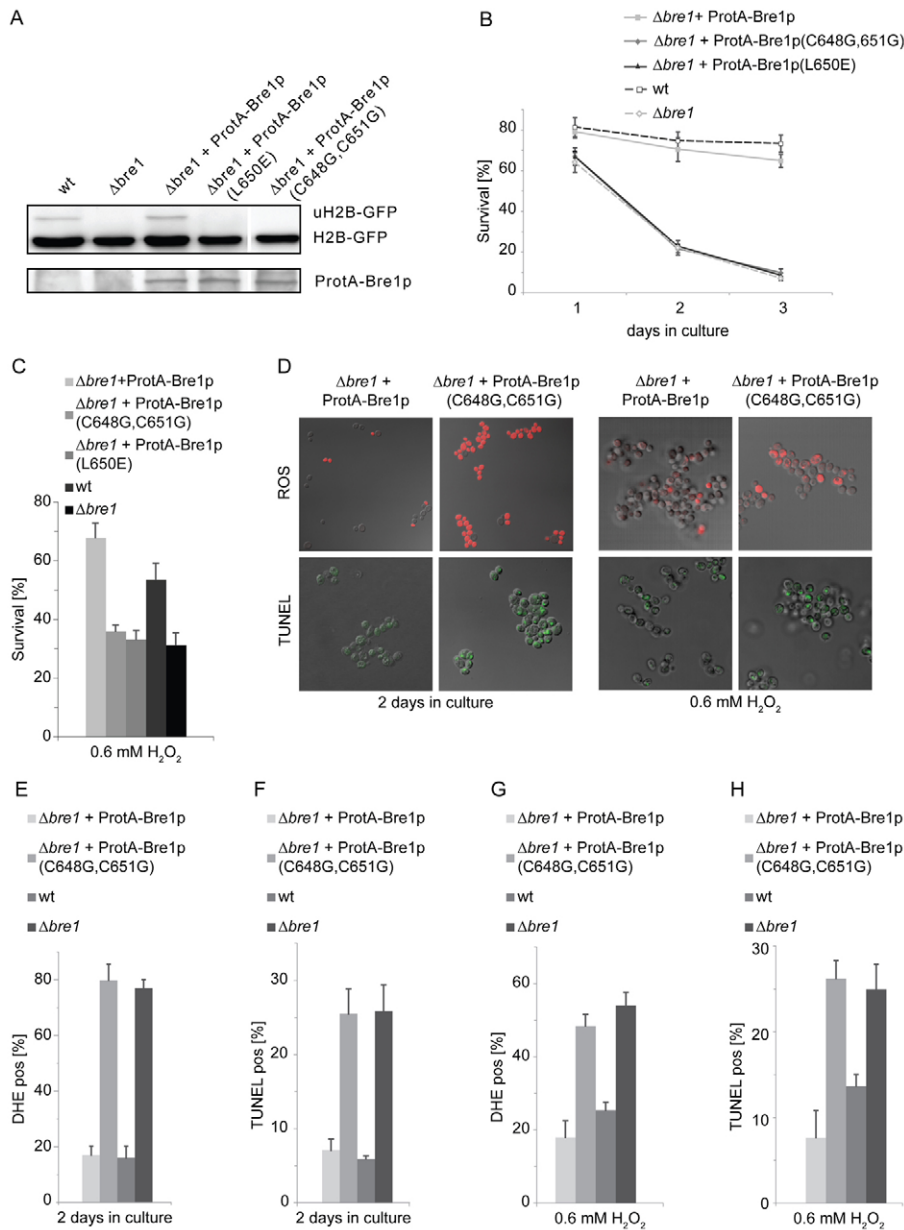 A
wt
Δbre1
Δbre1 + ProtA-Bre1p
Δbre1 + ProtA-Bre1p
(L650E)
Δbre1 + ProtA-Bre1p
(C648G, C651G)
uH2B-GFP
H2B-GFP
ProtA-Bre1p
B
Δbre1+ ProtA-Bre1p
Δbre1 + ProtA-Bre1p(C648G,651G)
Δbre1 + ProtA-Bre1p(L650E)
wt
Δbre1
Survival [%]
80
60
40
20
0
1 2 3
days in culture
C
Δbre1+ProtA-Bre1p
Δbre1 + ProtA-Bre1p
(C648G,C651G)
Δbre1 + ProtA-Bre1p
(L650E)
wt
Δbre1
Survival [%]
80
60
40
20
0
0.6 mM H₂O₂
D
Δbre1 +
ProtA-Bre1p
Δbre1 + ProtA-Bre1p
(C648G,C651G)
Δbre1 +
ProtA-Bre1p
Δbre1 + ProtA-Bre1p
(C648G,C651G)
ROS
TUNEL
2 days in culture
0.6 mM H₂O₂
E
Δbre1 + ProtA-Bre1p
Δbre1 + ProtA-Bre1p
(C648G,C651G)
wt
Δbre1
DHE pos [%]
80
60
40
20
0
2 days in culture
F
Δbre1 + ProtA-Bre1p
Δbre1 + ProtA-Bre1p
(C648G,C651G)
wt
Δbre1
TUNEL pos [%]
30
20
10
0
2 days in culture
G
Δbre1 + ProtA-Bre1p
Δbre1 + ProtA-Bre1p
(C648G,C651G)
wt
Δbre1
DHE pos [%]
60
40
20
0
0.6 mM H₂O₂
H
Δbre1 + ProtA-Bre1p
Δbre1 + ProtA-Bre1p
(C648G,C651G)
wt
Δbre1
TUNEL pos [%]
30
20
10
0
0.6 mM H₂O₂